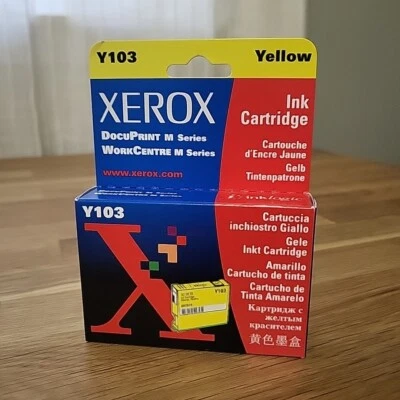 Y103 Yellow
XEROX
DocuPrint M Series
WorkCentre M Series
www.xerox.com
Ink
Cartridge
Cartouche
d'Encre Jaune
Gelb
Tintenpatrone
inklogic
Y103
Cartuccia
inchiostro Giallo
Gele
Inkt Cartridge
Amarillo
Cartucho de tinta
Cartucho de
Tinta Amarelo
Картридж с
желтым
красителем
黄色墨盒
Y103